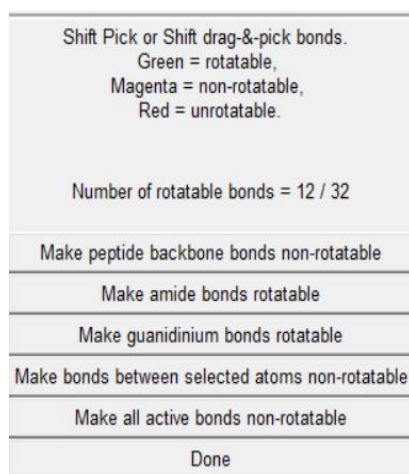 Shift Pick or Shift drag-&-pick bonds.
Green = rotatable,
Magenta = non-rotatable,
Red = unrotatable.
Number of rotatable bonds = 12 / 32
Make peptide backbone bonds non-rotatable
Make amide bonds rotatable
Make guanidinium bonds rotatable
Make bonds between selected atoms non-rotatable
Make all active bonds non-rotatable
Done